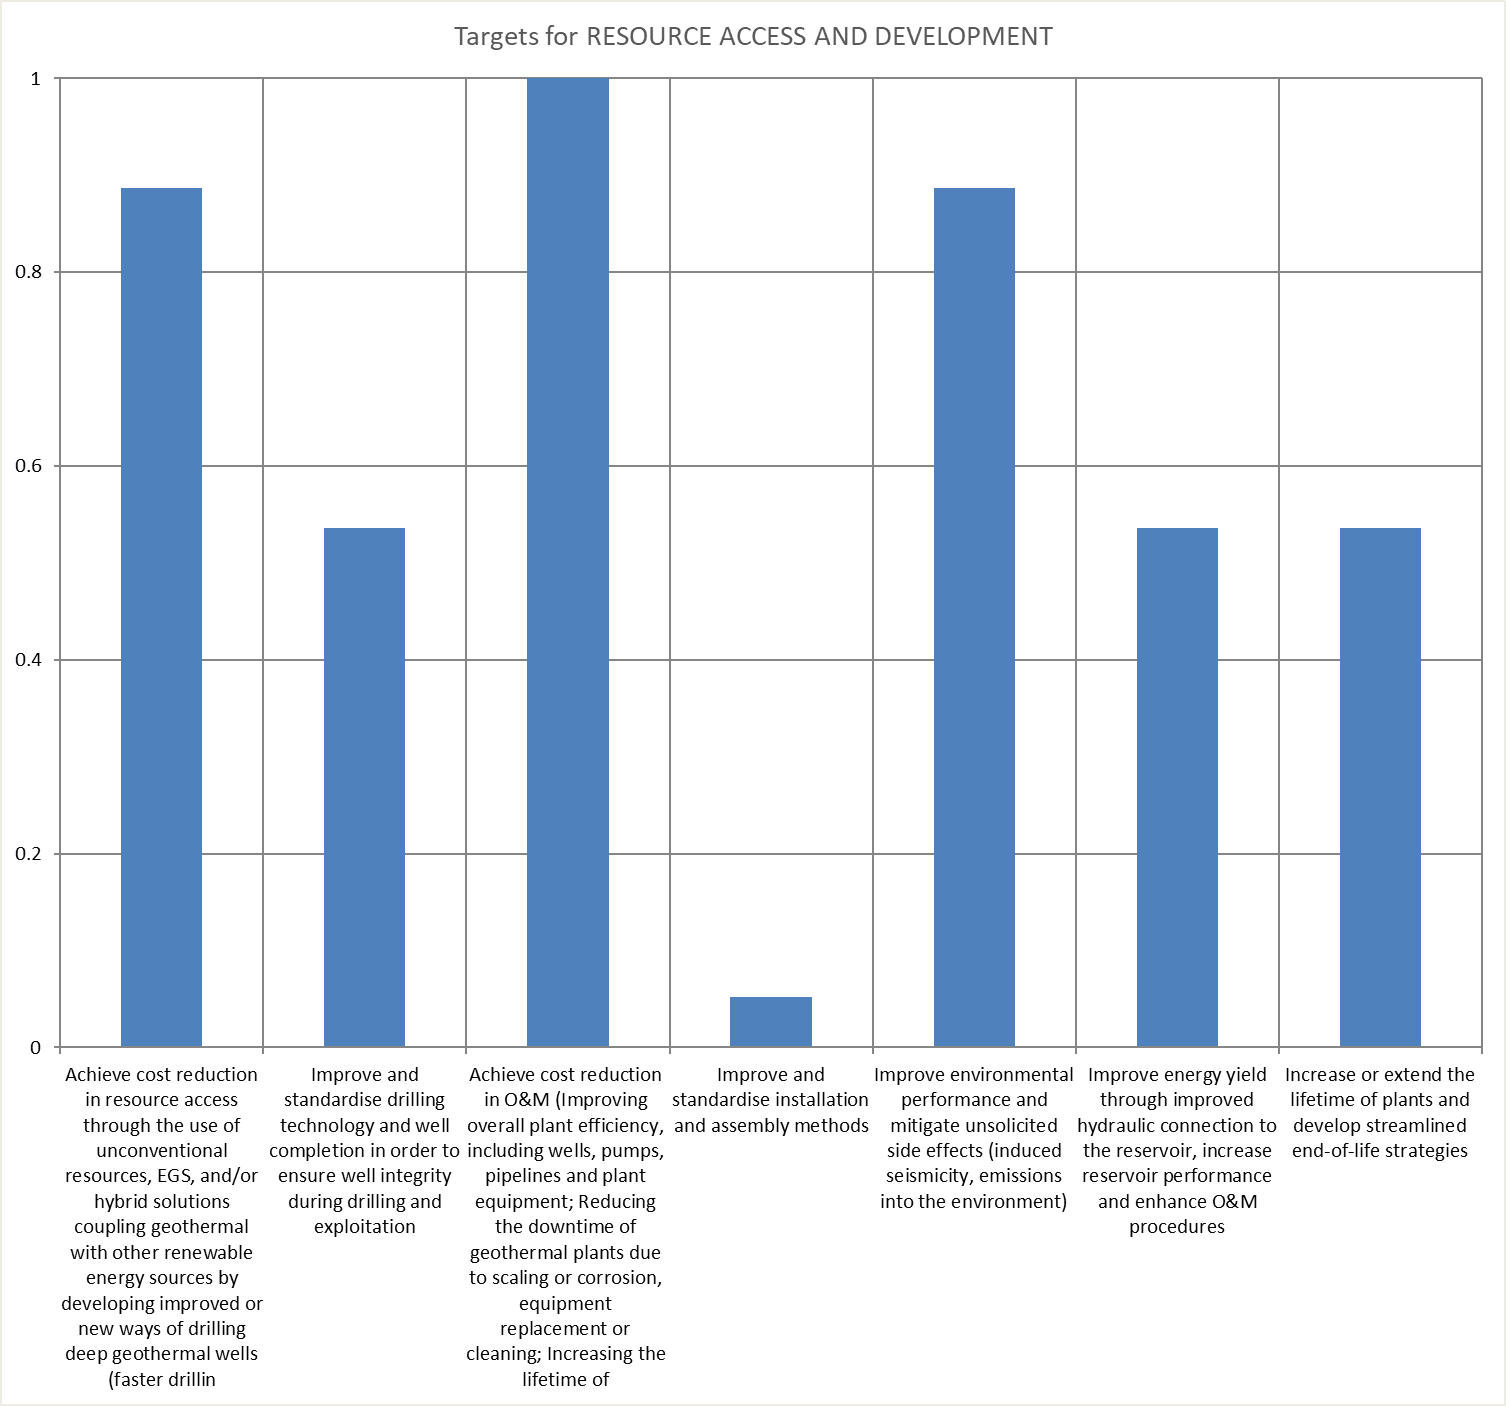 Targets for RESOURCE ACCESS AND DEVELOPMENT
1
0.8
0.6
0.4
0.2
0
Achieve cost reduction
in resource access
through the use of
unconventional
resources, EGS, and/or
hybrid solutions
coupling geothermal
with other renewable
energy sources by
developing improved or
new ways of drilling
deep geothermal wells
(faster drillin
Improve and
standardise drilling
technology and well
completion in order to
ensure well integrity
during drilling and
exploitation
Achieve cost reduction
in O&M (Improving
overall plant efficiency,
including wells, pumps,
pipelines and plant
equipment; Reducing
the downtime of
geothermal plants due
to scaling or corrosion,
equipment
replacement or
cleaning; Increasing the
lifetime of
Improve and
standardise installation
and assembly methods
Improve environmental
performance and
mitigate unsolicited
side effects (induced
seismicity, emissions
into the environment)
Improve energy yield
through improved
hydraulic connection to
the reservoir, increase
reservoir performance
and enhance O&M
procedures
Increase or extend the
lifetime of plants and
develop streamlined
end-of-life strategies